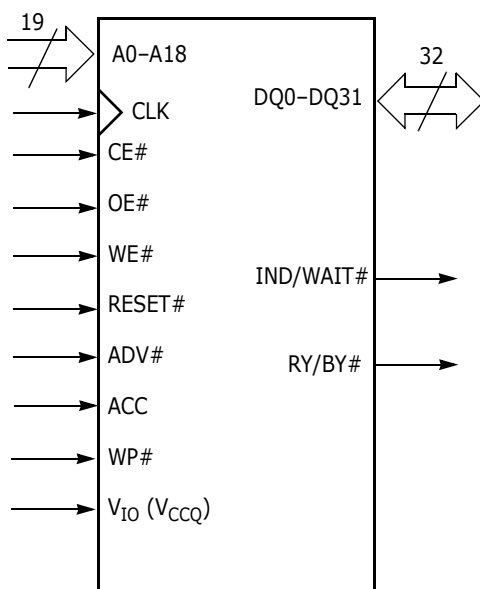 19
A0–A18
32
DQ0–DQ31
CLK
CE#
OE#
WE#
IND/WAIT#
RESET#
ADV#
RY/BY#
ACC
WP#
VIO (VCCQ)